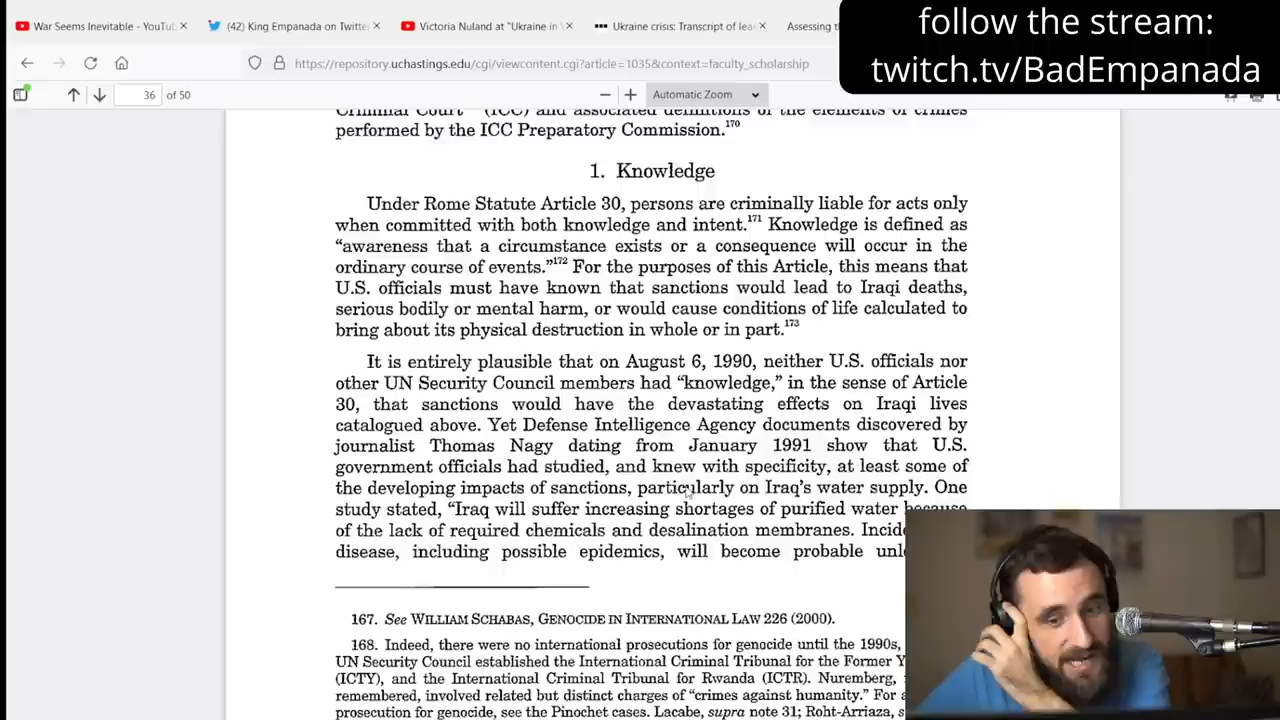 War Seems Inevitable - YouTu
(42) King Empanada on Twitte
Victoria Nuland at "Ukraine in
Ukraine crisis: Transcript of lea
Assessing
follow the stream:
twitch.tv/BadEmpanada
https://repository.uchastings.edu/cgi/viewcontent.cgi?article=1035&context=faculty_scholarship
36 of 50
Automatic Zoom
Criminal Court" (ICC) and associated definitions of the elements of crimes
performed by the ICC Preparatory Commission.170
1. Knowledge
Under Rome Statute Article 30, persons are criminally liable for acts only
when committed with both knowledge and intent.171 Knowledge is defined as
“awareness that a circumstance exists or a consequence will occur in the
ordinary course of events.”172 For the purposes of this Article, this means that
U.S. officials must have known that sanctions would lead to Iraqi deaths,
serious bodily or mental harm, or would cause conditions of life calculated to
bring about its physical destruction in whole or in part.173
It is entirely plausible that on August 6, 1990, neither U.S. officials nor
other UN Security Council members had “knowledge,” in the sense of Article
30, that sanctions would have the devastating effects on Iraqi lives
catalogued above. Yet Defense Intelligence Agency documents discovered by
journalist Thomas Nagy dating from January 1991 show that U.S.
government officials had studied, and knew with specificity, at least some of
the developing impacts of sanctions, particularly on Iraq’s water supply. One
study stated, “Iraq will suffer increasing shortages of purified water because
of the lack of required chemicals and desalination membranes. Incide
disease, including possible epidemics, will become probable unl
167. See WILLIAM SCHABAS, GENOCIDE IN INTERNATIONAL LAW 226 (2000).
168. Indeed, there were no international prosecutions for genocide until the 1990s,
UN Security Council established the International Criminal Tribunal for the Former Y
(ICTY), and the International Criminal Tribunal for Rwanda (ICTR). Nuremberg,
remembered, involved related but distinct charges of “crimes against humanity.” For a
prosecution for genocide, see the Pinochet cases. Lacabe, supra note 31; Roht-Arriaza, s